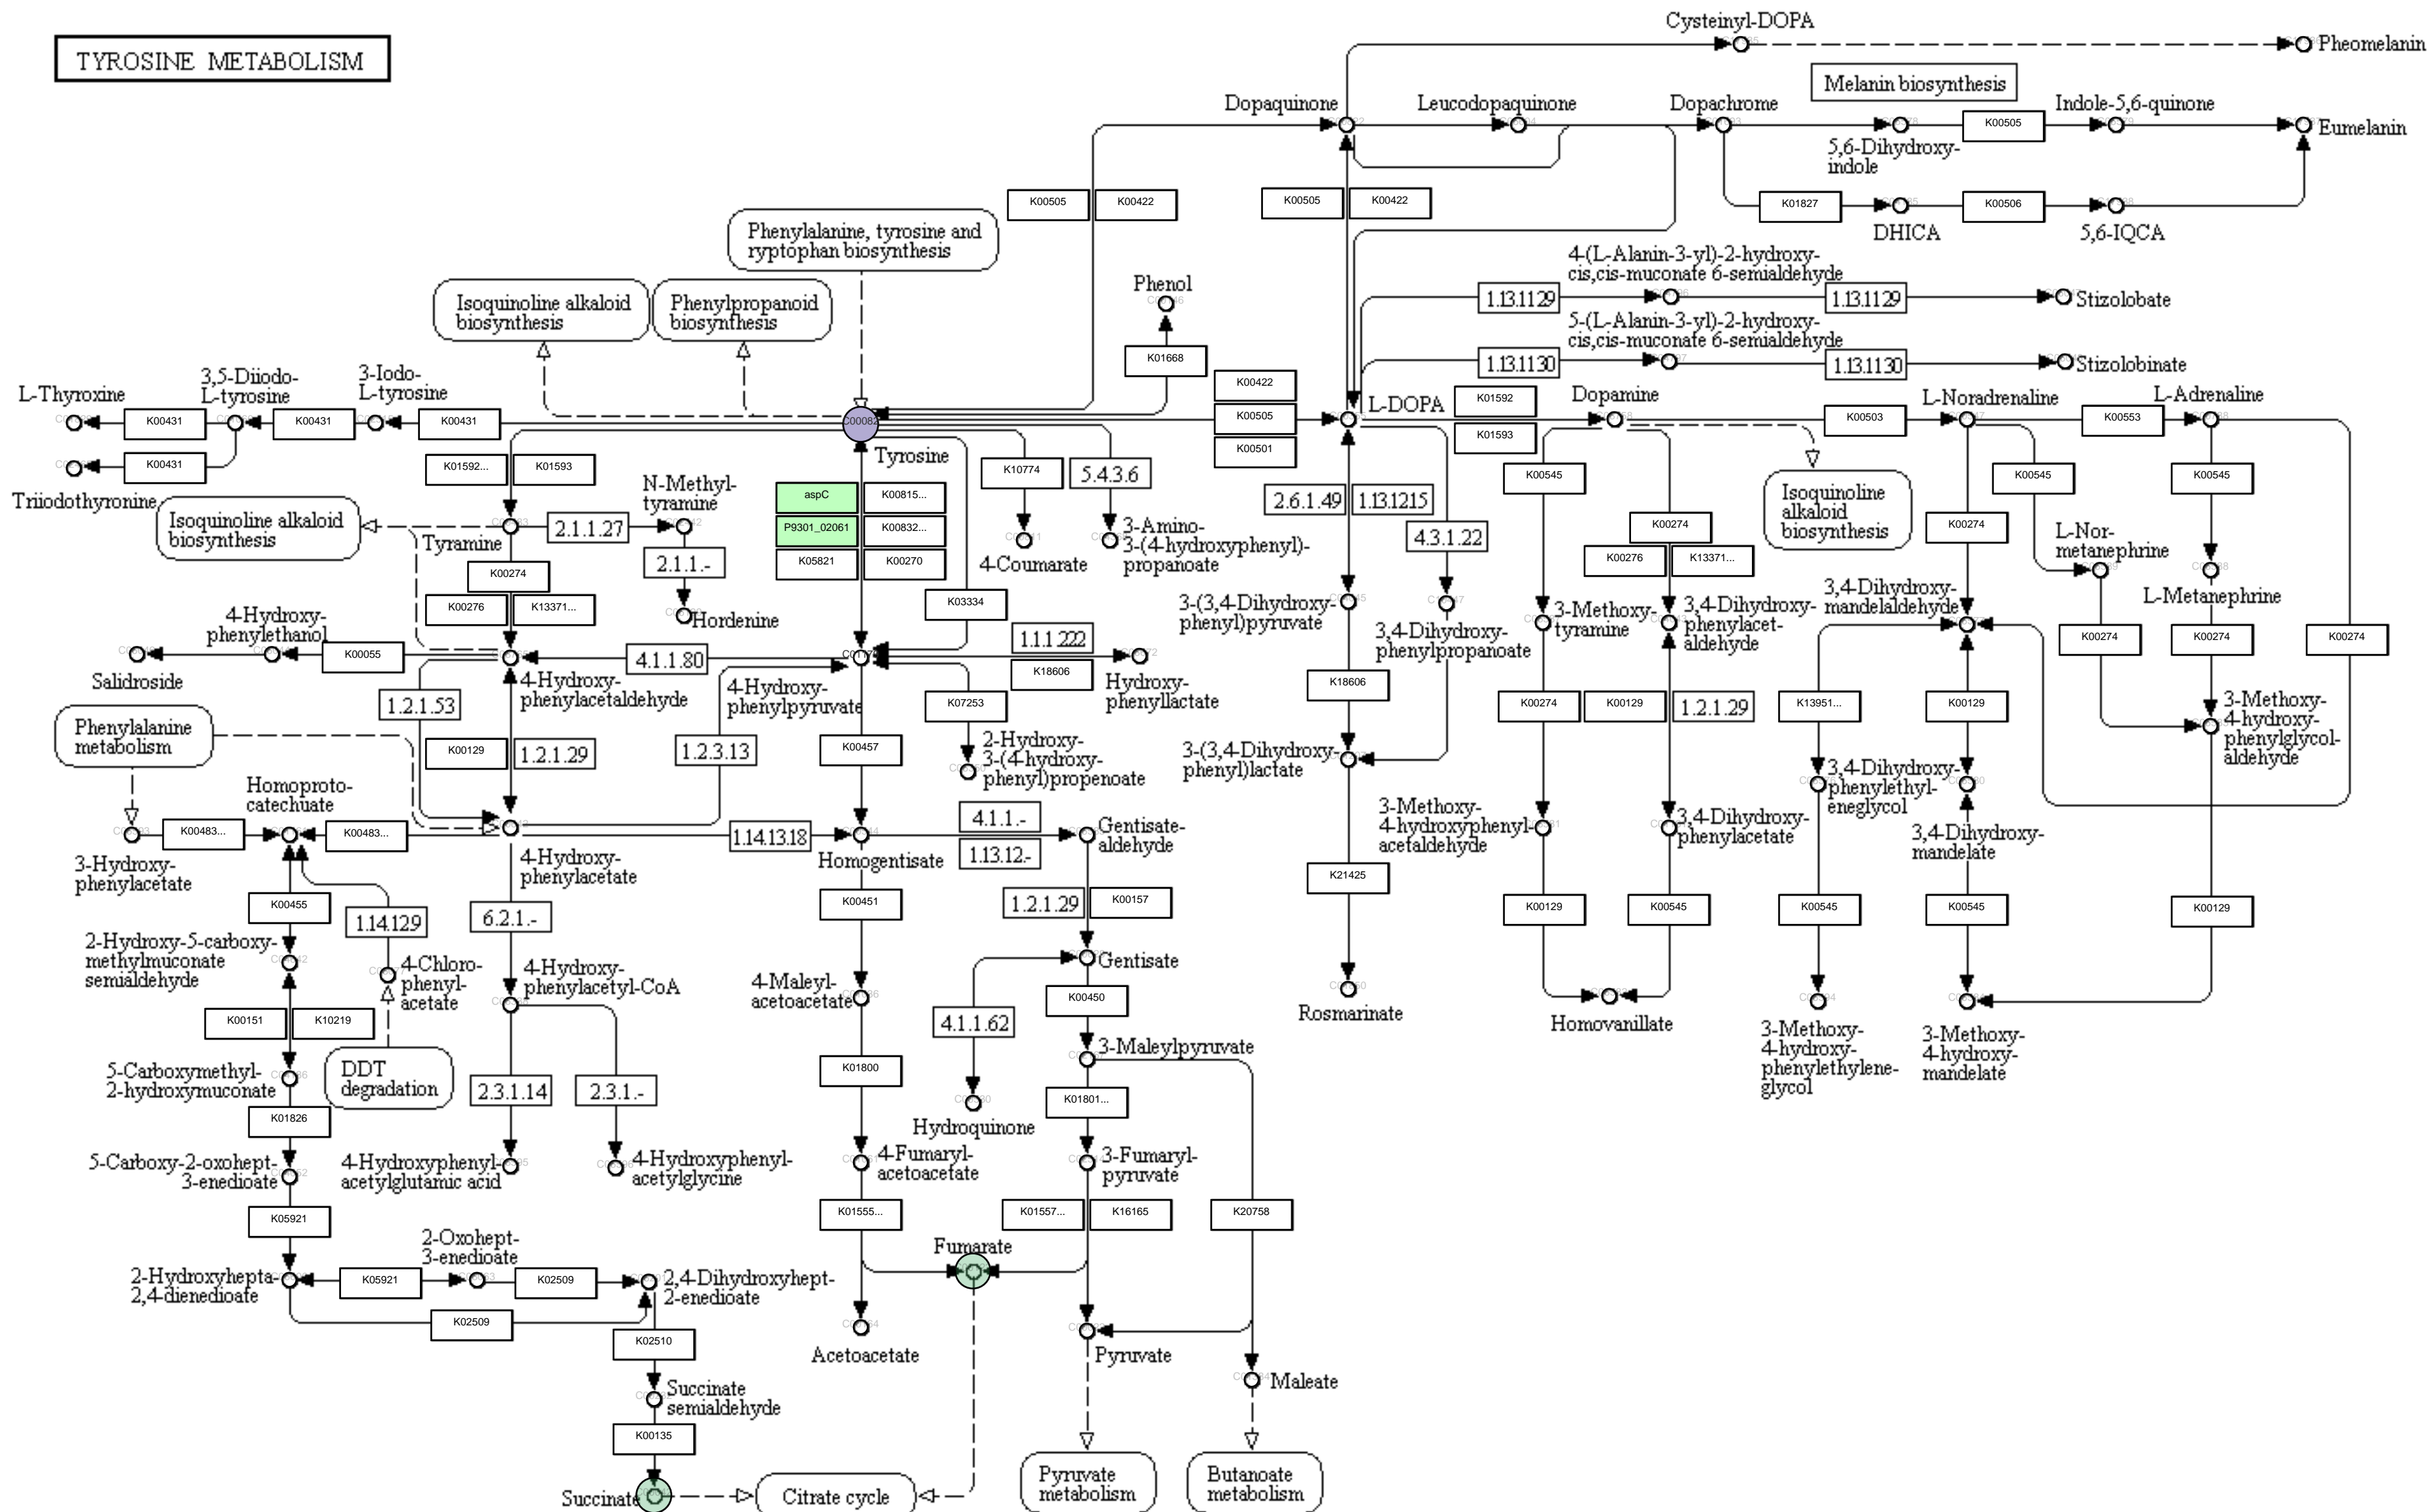 TYROSINE METABOLISM
Cysteinyl-DOPA
Pheomelanin
Melanin biosynthesis
Dopaquinone
Leucodopaquinone
Dopachrome
Indole-5,6-quinone
K00505
Eumelanin
5,6-Dihydroxy-
indole
K00505
K00422
K00505
K00422
K01827
K00506
DHICA
5,6-IQCA
Phenylalanine, tyrosine and
ryptophan biosynthesis
4-(L-Alanin-3-yl)-2-hydroxy-
cis,cis-muconate 6-semialdehyde
Isoquinoline alkaloid
biosynthesis
Phenylpropanoid
biosynthesis
Phenol
1.13.1129
1.13.1129
Stizolobate
5-(L-Alanin-3-yl)-2-hydroxy-
cis,cis-muconate 6-semialdehyde
K01668
1.13.1130
1.13.1130
Stizolobinate
L-Thyroxine
3,5-Diiodo-
L-tyrosine
3-Iodo-
L-tyrosine
K00431
K00431
K00431
K00431
Triiodothyronine
C00082
Tyrosine
K00422
K00505
K00501
L-DOPA
K01592
K01593
Dopamine
K00503
L-Noradrenaline
K00553
L-Adrenaline
K01592...
K01593
N-Methyl-
tyramine
Isoquinoline alkaloid
biosynthesis
Tyramine
2.1.1.27
2.1.1.-
Hordenine
aspC
K00815...
P9301_02061
K00832...
K05821
K00270
K10774
5.4.3.6
4-Coumarate
3-Amino-
3-(4-hydroxyphenyl)-
propanoate
2.6.1.49
1.13.1215
4.3.1.22
K00545
K00274
K00276
K13371...
Isoquinoline
alkaloid
biosynthesis
K00274
K00545
K00545
L-Nor-
metanephrine
L-Metanephrine
K00274
K00276
K13371...
K03334
4-Hydroxy-
phenylethanol
K00055
Salidroside
4.1.1.80
4-Hydroxy-
phenylacetaldehyde
4-Hydroxy-
phenylpyruvate
1.1.1.222
K18606
Hydroxy-
phenyllactate
K07253
2-Hydroxy-
3-(4-hydroxy-
phenyl)propenoate
3-(3,4-Dihydroxy-
phenyl)pyruvate
3,4-Dihydroxy-
phenylpropanoate
K18606
3-(3,4-Dihydroxy-
phenyl)lactate
3-Methoxy-
tyramine
3,4-Dihydroxy-
phenylacet-
aldehyde
3,4-Dihydroxy-
mandelaldehyde
K00274
K00274
K00274
K00274
K00129
1.2.1.29
K13951...
K00129
3-Methoxy-
4-hydroxy-
phenylglycol-
aldehyde
Phenylalanine
metabolism
1.2.1.53
K00129
1.2.1.29
1.2.3.13
K00457
3,4-Dihydroxy-
phenylethyl-
eneglycol
Homoproto-
catechuate
K00483...
K00483...
3-Hydroxy-
phenylacetate
4-Hydroxy-
phenylacetate
1.14.13.18
Homogentisate
4.1.1.-
1.13.12.-
Gentisate-
aldehyde
3-Methoxy-
4-hydroxyphenyl-
acetaldehyde
3,4-Dihydroxy-
phenylacetate
3,4-Dihydroxy-
mandelate
K00455
1.14.129
6.2.1.-
K00451
1.2.1.29
K00157
K21425
K00129
K00545
K00545
K00545
K00129
2-Hydroxy-5-carboxy-
methylmuconate
semialdehyde
4-Chloro-
phenyl-
acetate
4-Hydroxy-
phenylacetyl-CoA
4-Maleyl-
acetoacetate
Gentisate
K00450
4.1.1.62
Rosmarinate
Homovanillate
3-Methoxy-
4-hydroxy-
phenylethylene-
glycol
3-Methoxy-
4-hydroxy-
mandelate
K00151
K10219
DDT
degradation
5-Carboxymethyl-
2-hydroxymuconate
2.3.1.14
2.3.1.-
K01800
3-Maleylpyruvate
K01801...
Hydroquinone
K01826
5-Carboxy-2-oxohept-
3-enedioate
4-Hydroxyphenyl-
acetylglutamic acid
4-Hydroxyphenyl-
acetylglycine
4-Fumaryl-
acetoacetate
3-Fumaryl-
pyruvate
K05921
K01555...
K01557...
K16165
K20758
2-Oxohept-
3-enedioate
Fumarate
2-Hydroxyhepta-
2,4-dienedioate
K05921
K02509
2,4-Dihydroxyhept-
2-enedioate
K02509
K02510
Acetoacetate
Pyruvate
Maleate
Succinate
semialdehyde
K00135
Succinate
Citrate cycle
Pyruvate
metabolism
Butanoate
metabolism